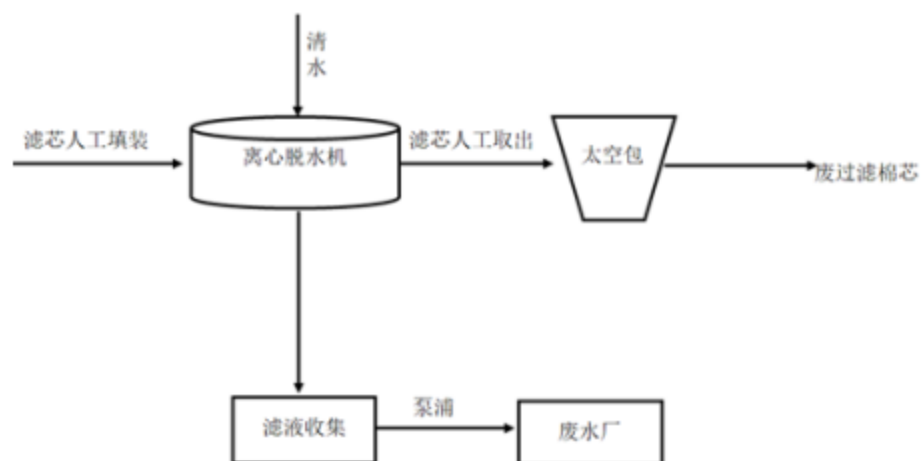 清
水
滤芯人工填装
离心脱水机
滤芯人工取出
太空包
废过滤棉芯
滤液收集
泵浦
废水厂